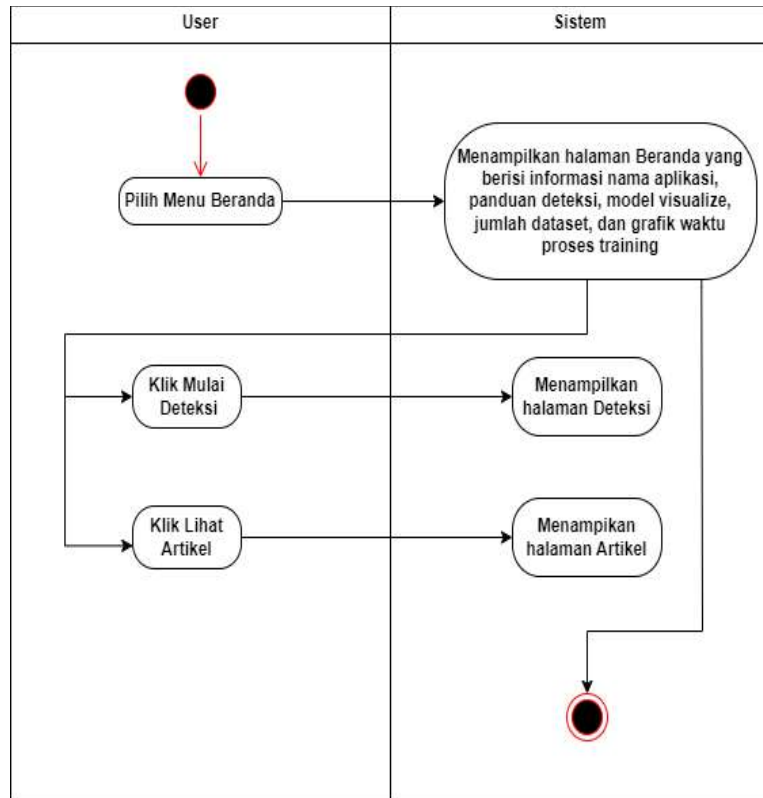 User
Sistem
Pilih Menu Beranda
Menampilkan halaman Beranda yang
berisi informasi nama aplikasi,
panduan deteksi, model visualize,
jumlah dataset, dan grafik waktu
proses training
Klik Mulai
Deteksi
Menampilkan
halaman Deteksi
Klik Lihat
Artikel
Menampikan
halaman Artikel